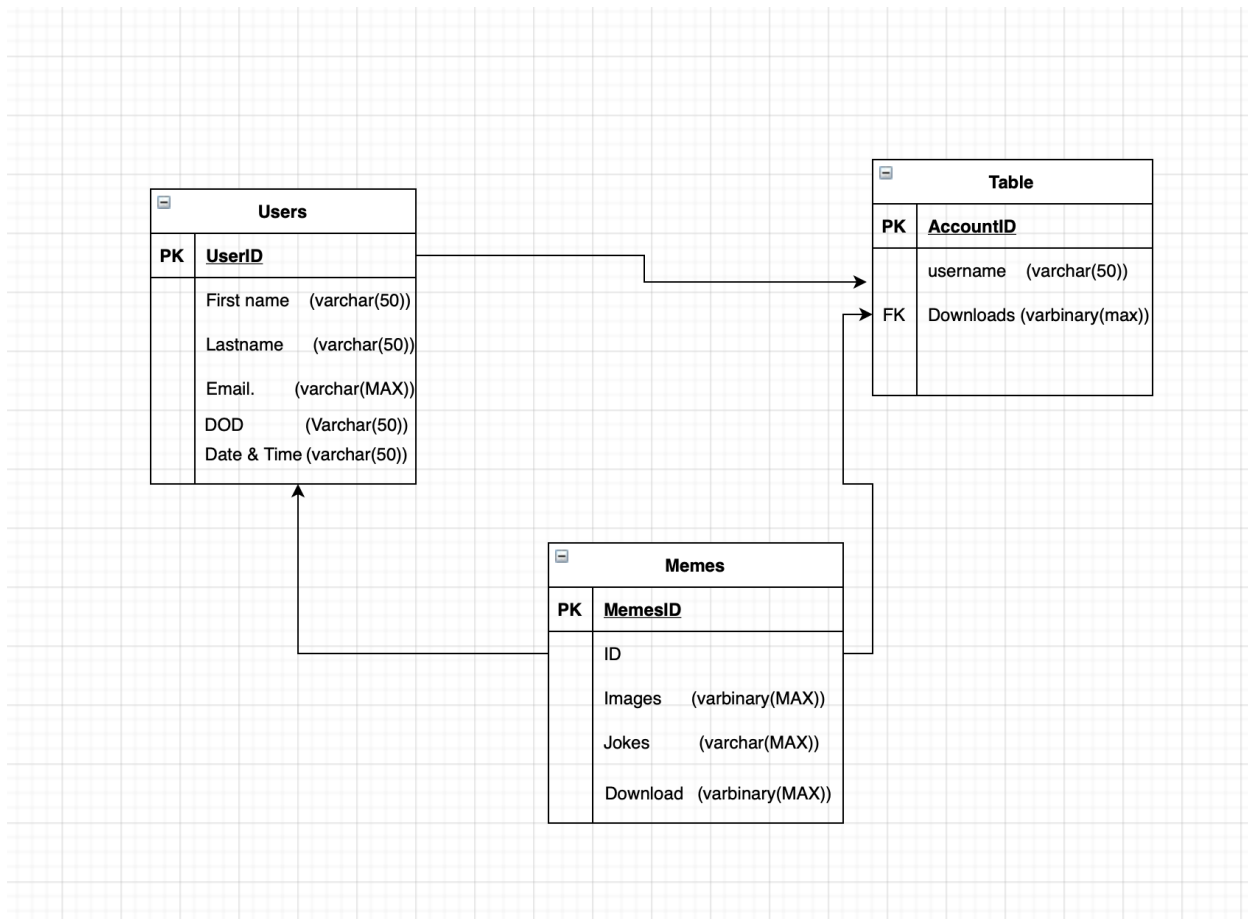 Users
PK UserID
First name (varchar(50))
Lastname (varchar(50))
Email. (varchar(MAX))
DOD (Varchar(50))
Date & Time (varchar(50))
Table
PK AccountID
username (varchar(50))
FK Downloads (varbinary(max))
Memes
PK MemesID
ID
Images (varbinary(MAX))
Jokes (varchar(MAX))
Download (varbinary(MAX))